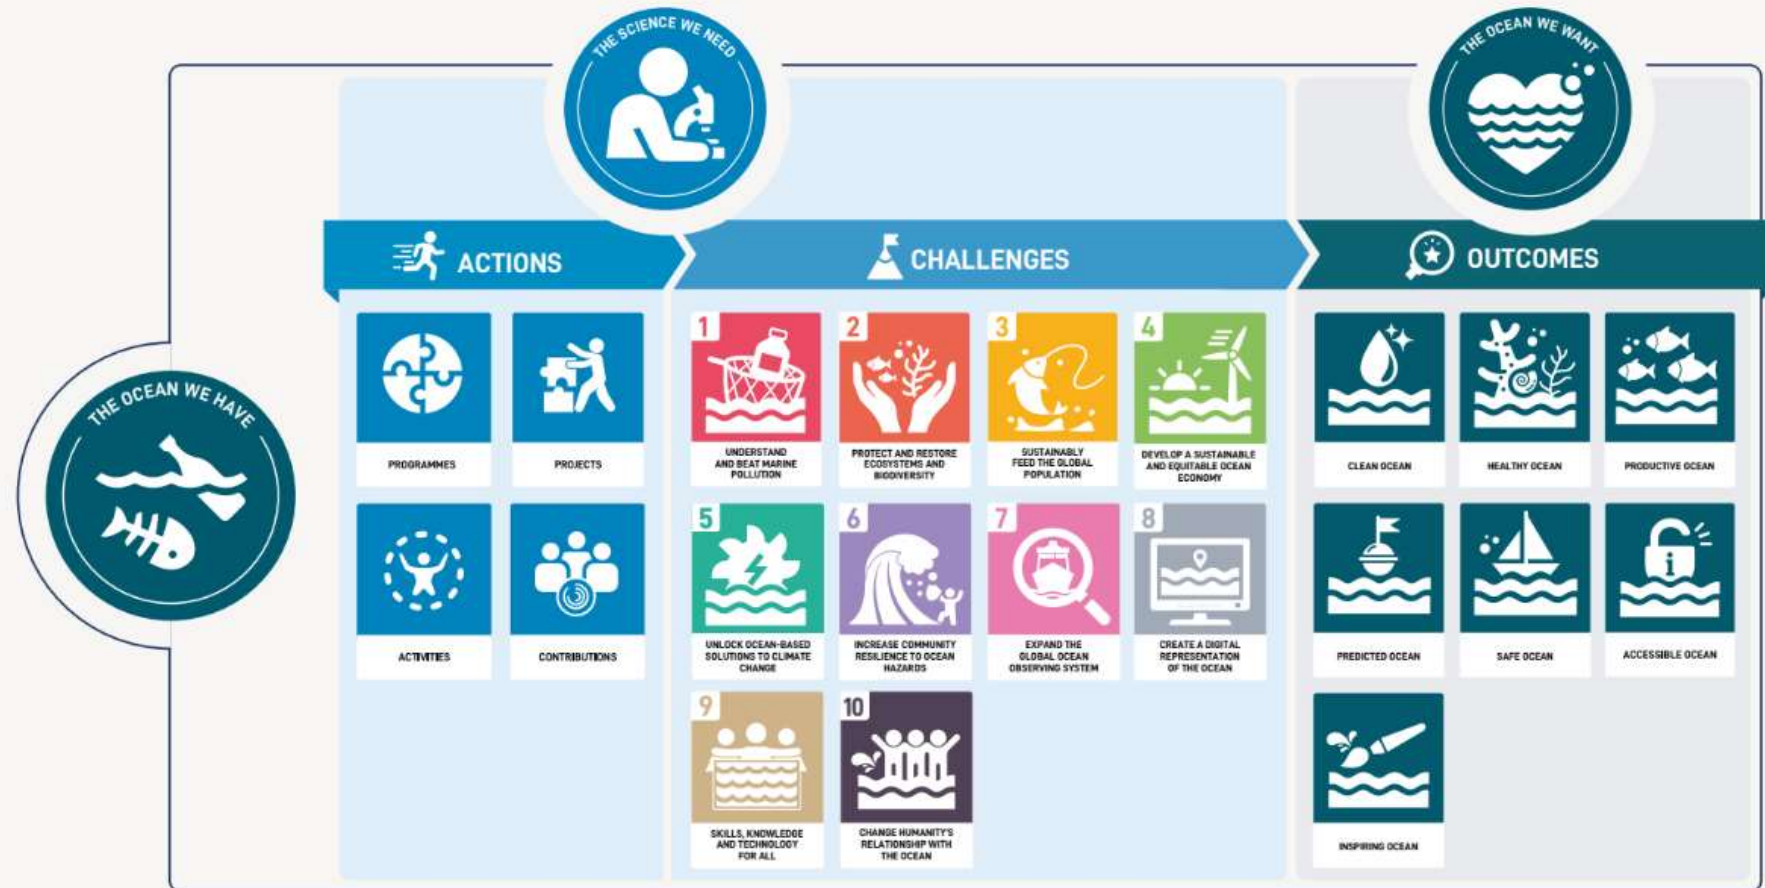 THE SCIENCE WE NEED
THE OCEAN WE WANT
THE OCEAN WE HAVE
ACTIONS
CHALLENGES
OUTCOMES
PROGRAMMES
PROJECTS
ACTIVITIES
CONTRIBUTIONS
1
UNDERSTAND
AND BEAT MARINE
POLLUTION
2
PROTECT AND RESTORE
ECOSYSTEMS AND
BIODIVERSITY
3
SUSTAINABLY
FEED THE GLOBAL
POPULATION
4
DEVELOP A SUSTAINABLE
AND EQUITABLE OCEAN
ECONOMY
5
UNLOCK OCEAN-BASED
SOLUTIONS TO CLIMATE
CHANGE
6
INCREASE COMMUNITY
RESILIENCE TO OCEAN
HAZARDS
7
EXPAND THE
GLOBAL OCEAN
OBSERVING SYSTEM
8
CREATE A DIGITAL
REPRESENTATION
OF THE OCEAN
9
SKILLS, KNOWLEDGE
AND TECHNOLOGY
FOR ALL
10
CHANGE HUMANITY'S
RELATIONSHIP WITH
THE OCEAN
CLEAN OCEAN
HEALTHY OCEAN
PRODUCTIVE OCEAN
PREDICTED OCEAN
SAFE OCEAN
i
ACCESSIBLE OCEAN
INSPIRING OCEAN